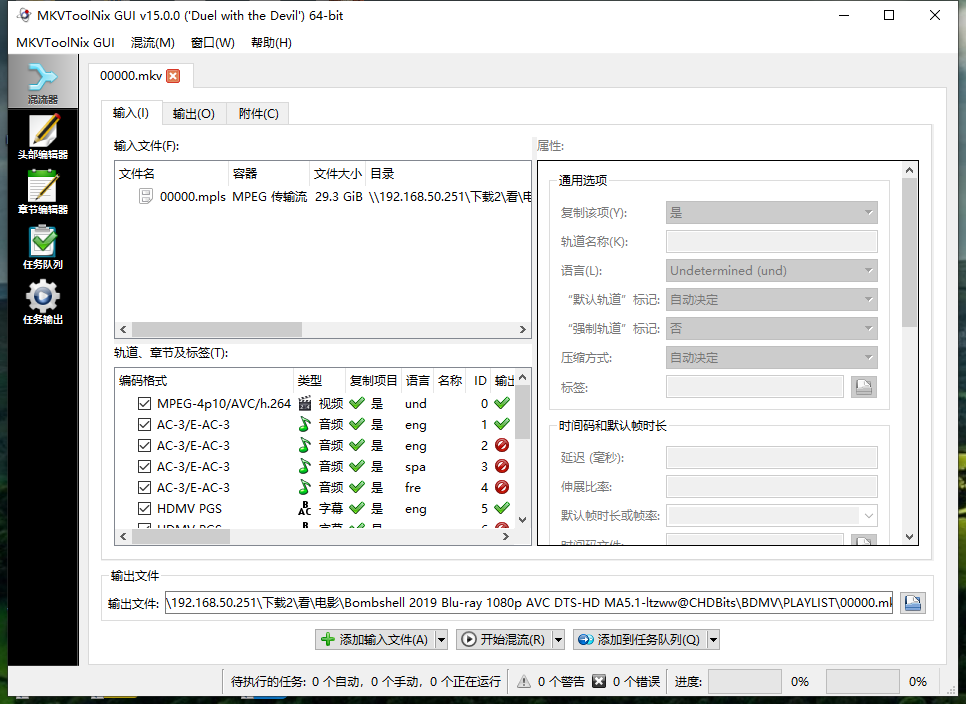 MKVToolNix GUI v15.0.0 ('Duel with the Devil') 64-bit
MKVToolNix GUI 混流(M) 窗口(W) 帮助(H)
混流器
头部编辑器
章节编辑器
任务队列
任务输出
00000.mkv
输入(I) 输出(O) 附件(C)
输入文件(F):
文件名 容器 文件大小 目录
00000.mpls MPEG 传输流 29.3 GiB \\192.168.50.251\下载2\看\电
轨道、章节及标签(T):
编码格式 类型 复制项目 语言 名称 ID 输出
MPEG-4p10/AVC/h.264 视频 是 und 0
AC-3/E-AC-3 音频 是 eng 1
AC-3/E-AC-3 音频 是 eng 2
AC-3/E-AC-3 音频 是 spa 3
AC-3/E-AC-3 音频 是 fre 4
HDMV PGS 字幕 是 eng 5
HDMV PGS 字幕 是
属性:
通用选项
复制该项(Y): 是
轨道名称(K):
语言(L): Undetermined (und)
“默认轨道”标记: 自动决定
“强制轨道”标记: 否
压缩方式: 自动决定
标签:
时间码和默认帧时长
延迟 (毫秒):
伸展比率:
默认帧时长或帧率:
时间码文件:
输出文件
输出文件: \192.168.50.251\下载2\看\电影\Bombshell 2019 Blu-ray 1080p AVC DTS-HD MA5.1-ltzww@CHDBits\BDMV\PLAYLIST\00000.mk
添加输入文件(A) 开始混流(R) 添加到任务队列(Q)
待执行的任务: 0 个自动，0 个手动，0 个正在运行 0 个警告 0 个错误 进度: 0% 0%